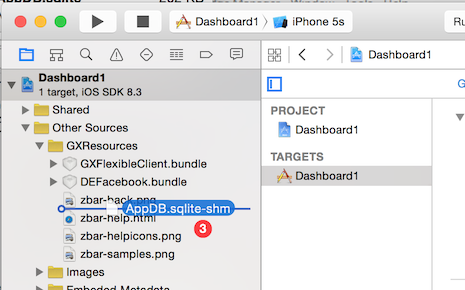 Dashboard1
iPhone 5s
Ru
Dashboard1
Dashboard1
1 target, iOS SDK 8.3
G
Shared
PROJECT
Other Sources
Dashboard1
GXResources
TARGETS
GXFlexibleClient.bundle
DEFacebook.bundle
Dashboard1
zbar-back.png
AppDB.sqlite-shm
zbar-help.html
3
zbar-helpicons.png
zbar-samples.png
Images
Embedded Metadata